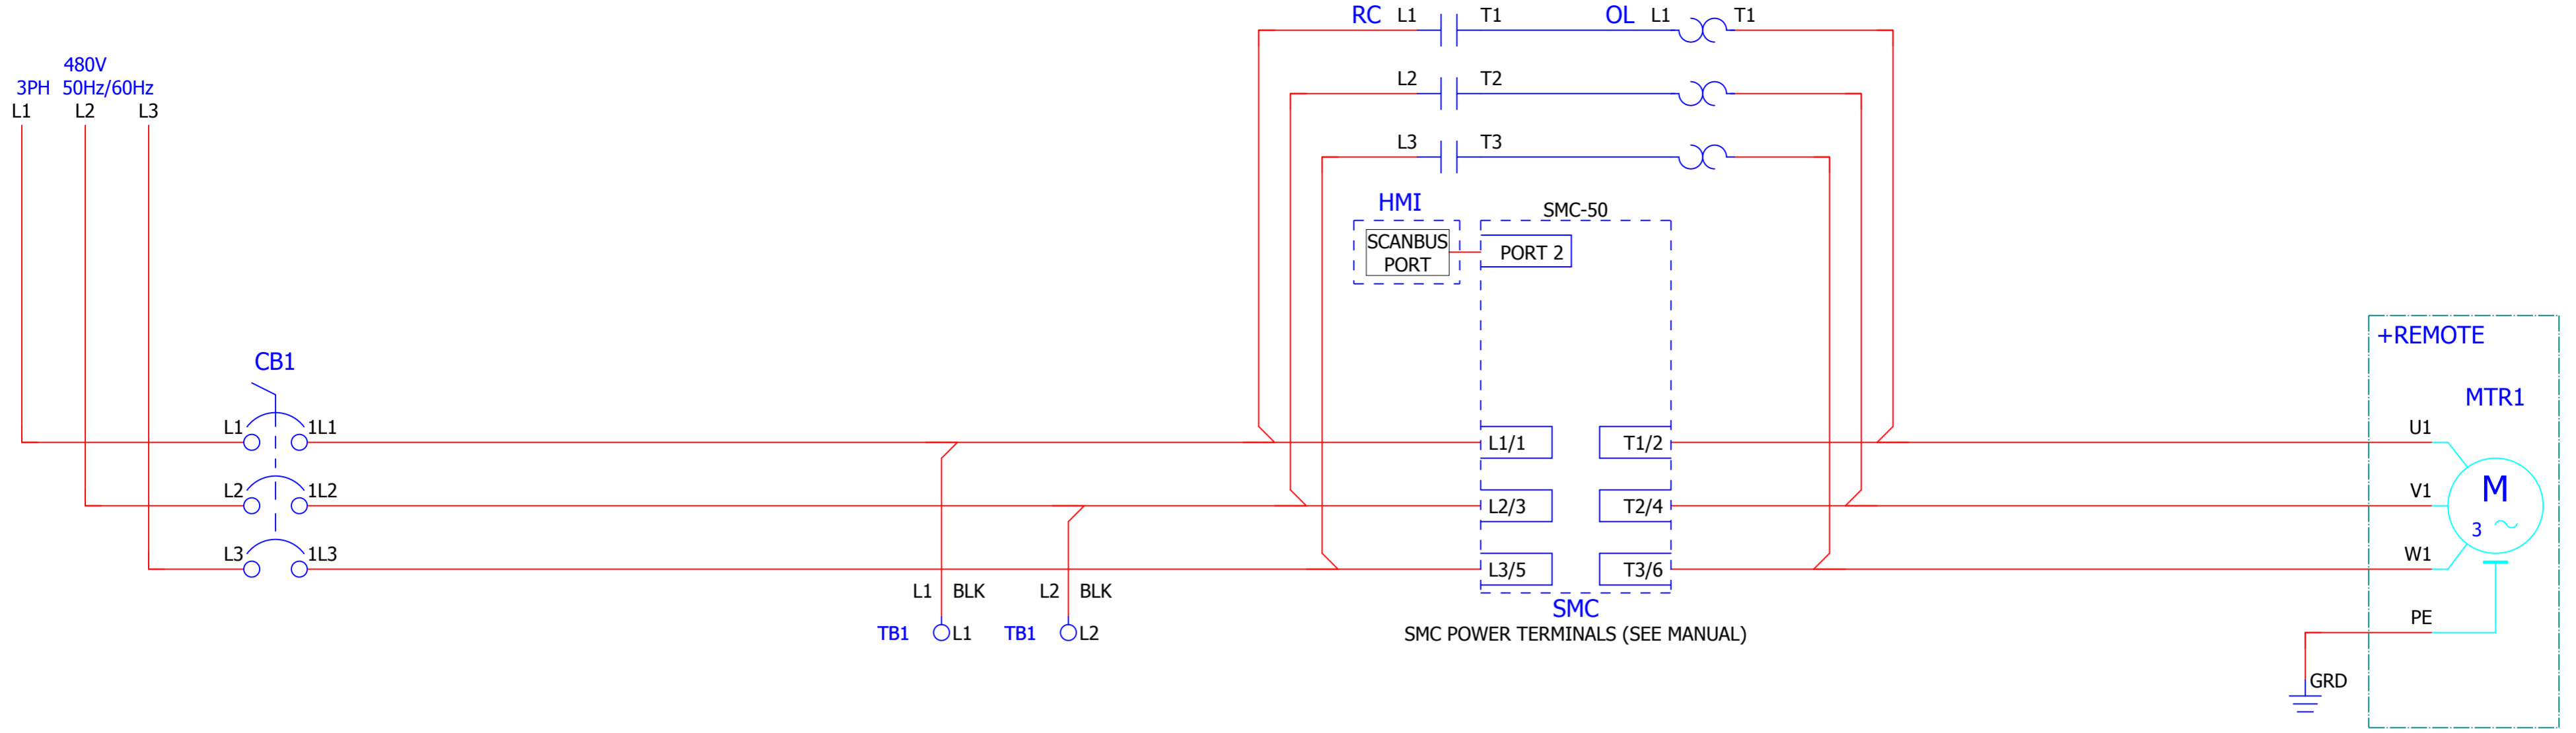 RC L1 T1 OL L1 T1
480V
3PH 50Hz/60Hz
L1 L2 L3
L2 T2
L3 T3
HMI
SMC-50
SCANBUS
PORT
PORT 2
+REMOTE
CB1
MTR1
L1 1L1
L1/1 T1/2
U1
L2 1L2
L2/3 T2/4
V1
M
3
L3 1L3
L3/5 T3/6
W1
L1 BLK L2 BLK
SMC
PE
TB1 L1 TB1 L2
SMC POWER TERMINALS (SEE MANUAL)
GRD